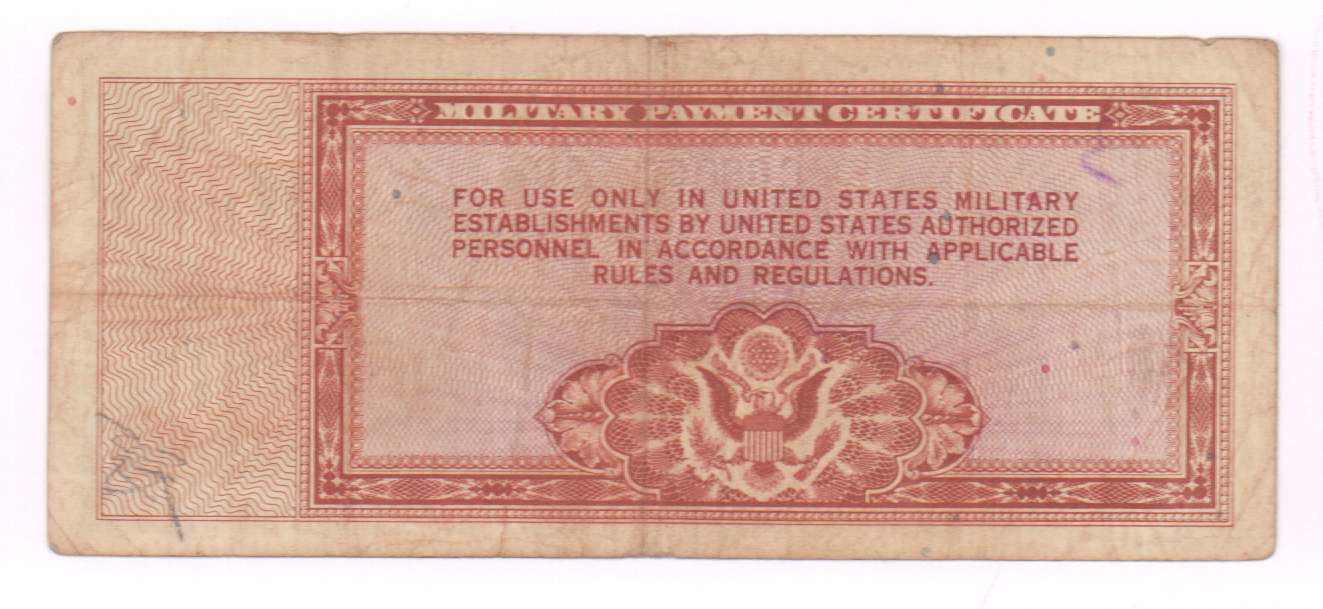 MILITARY PAYMENT CERTIFICATE
FOR USE ONLY IN UNITED STATES MILITARY
ESTABLISHMENTS BY UNITED STATES AUTHORIZED
PERSONNEL IN ACCORDANCE WITH APPLICABLE
RULES AND REGULATIONS.